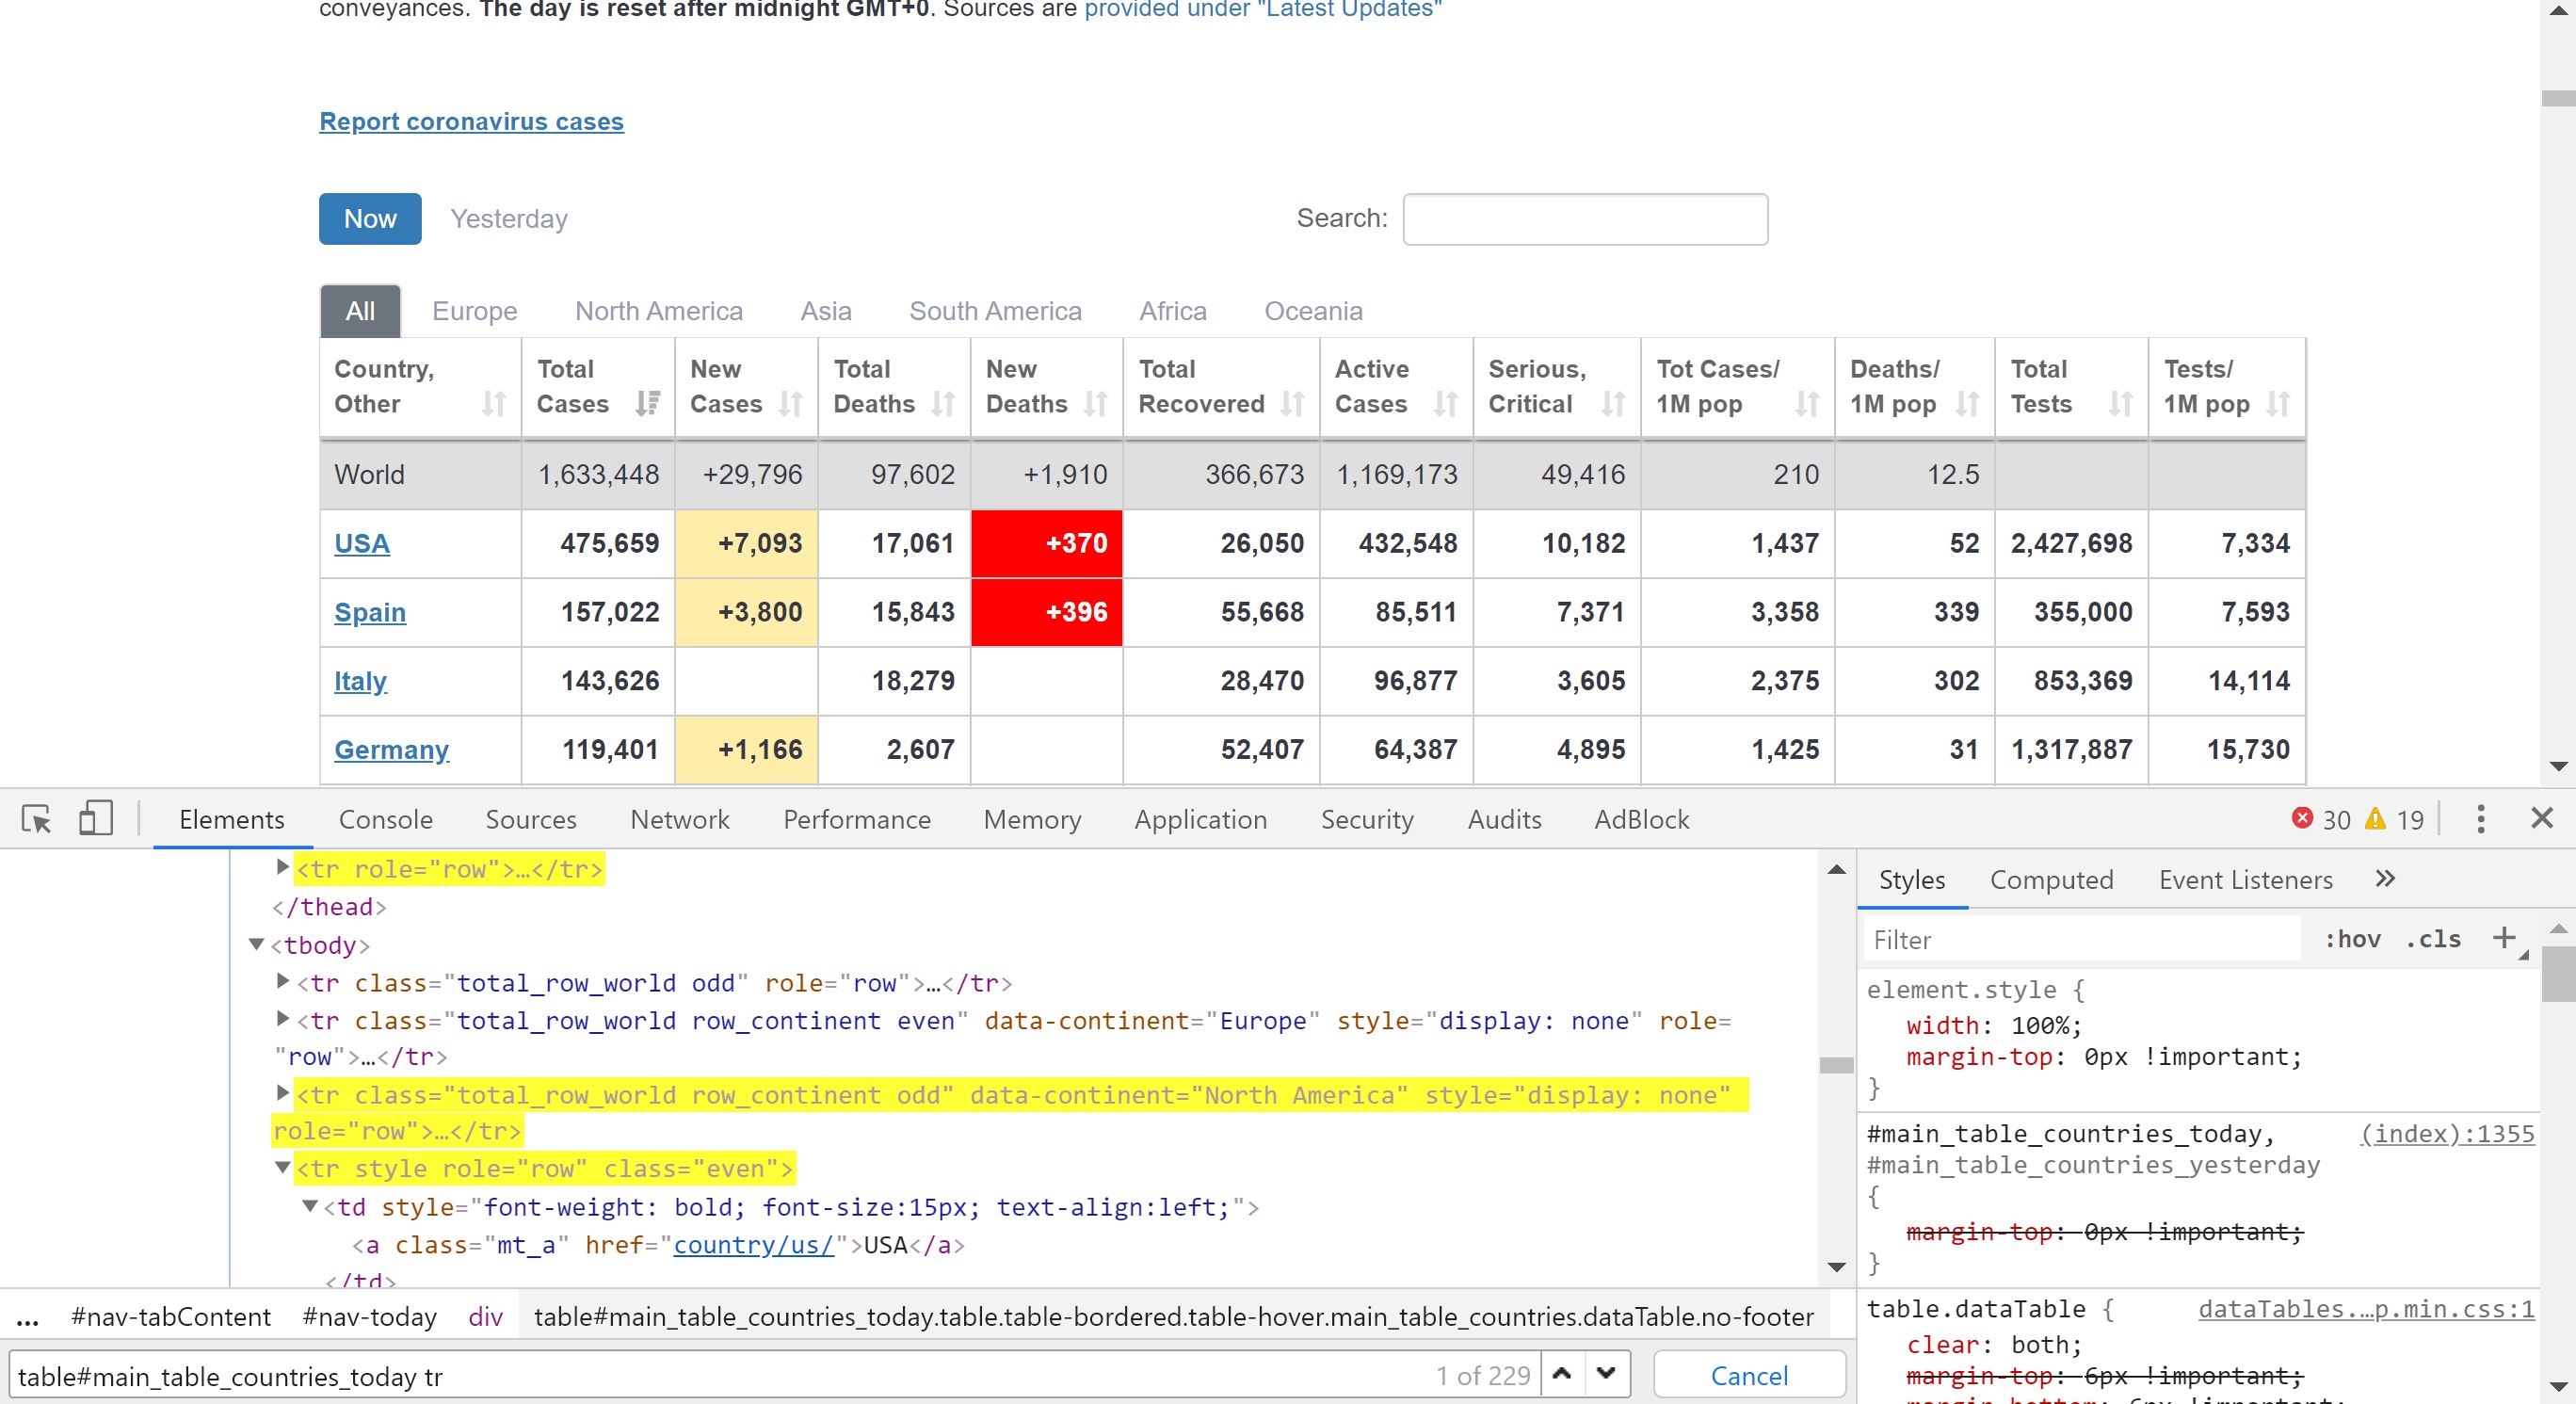 conveyances. The day is reset after midnight GMT+0. Sources are provided under "Latest Updates"
Report coronavirus cases
Now Yesterday Search:
All Europe North America Asia South America Africa Oceania
Country, Other Total Cases New Cases Total Deaths New Deaths Total Recovered Active Cases Serious, Critical Tot Cases/ 1M pop Deaths/ 1M pop Total Tests Tests/ 1M pop
World 1,633,448 +29,796 97,602 +1,910 366,673 1,169,173 49,416 210 12.5
USA 475,659 +7,093 17,061 +370 26,050 432,548 10,182 1,437 52 2,427,698 7,334
Spain 157,022 +3,800 15,843 +396 55,668 85,511 7,371 3,358 339 355,000 7,593
Italy 143,626 18,279 28,470 96,877 3,605 2,375 302 853,369 14,114
Germany 119,401 +1,166 2,607 52,407 64,387 4,895 1,425 31 1,317,887 15,730
Elements Console Sources Network Performance Memory Application Security Audits AdBlock 30 19
<tr role="row">…</tr>
</thead>
<tbody>
<tr class="total_row_world odd" role="row">…</tr>
<tr class="total_row_world row_continent even" data-continent="Europe" style="display: none" role=
"row">…</tr>
<tr class="total_row_world row_continent odd" data-continent="North America" style="display: none"
role="row">…</tr>
<tr style role="row" class="even">
<td style="font-weight: bold; font-size:15px; text-align:left;">
<a class="mt_a" href="country/us/">USA</a>
</td>
... #nav-tabContent #nav-today div table#main_table_countries_today.table.table-bordered.table-hover.main_table_countries.dataTable.no-footer
table#main_table_countries_today tr 1 of 229 Cancel
Styles Computed Event Listeners »
Filter :hov .cls +
element.style {
width: 100%;
margin-top: 0px !important;
}
#main_table_countries_today, (index):1355
#main_table_countries_yesterday
{
margin-top: 0px !important;
}
table.dataTable { dataTables.…p.min.css:1
clear: both;
margin-top: 6px !important;
margin-bottom: 6px !important;